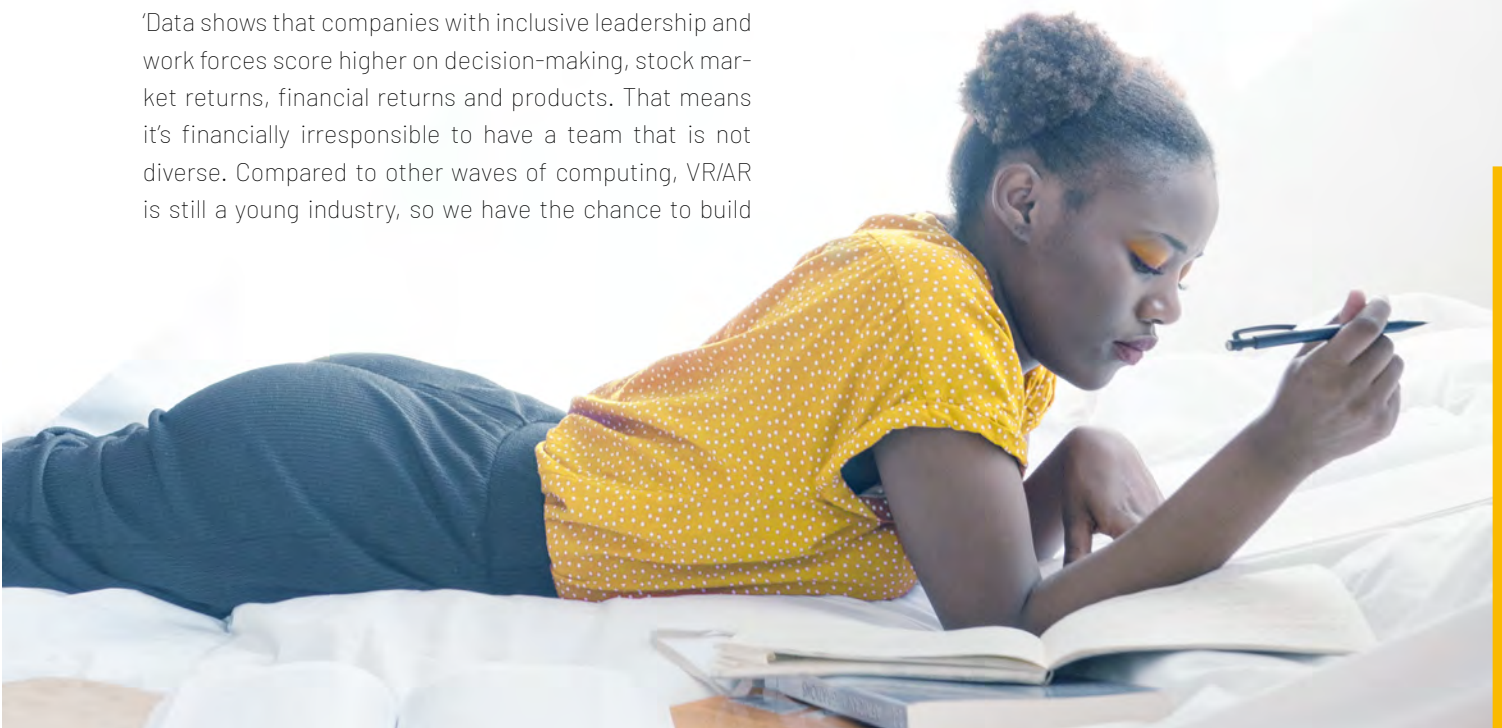 ‘Data shows that companies with inclusive leadership and
work forces score higher on decision-making, stock mar-
ket returns, financial returns and products. That means
it’s financially irresponsible to have a team that is not
diverse. Compared to other waves of computing, VR/AR
is still a young industry, so we have the chance to build